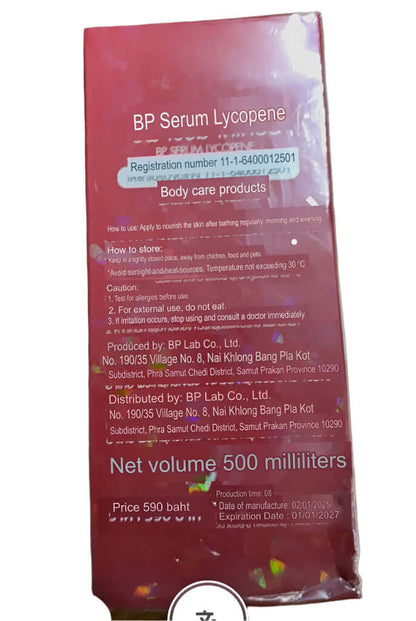 BP Serum Lycopene
BP SERUM LYCOPENE
Registration number 11-1-6400012501
Body care products
How to use: Apply to nourish the skin after bathing regularly, morning and evening
How to store:
Keep in a tightly closed place, away from children, food and pets.
*Avoid sunlight and heat sources. Temperature not exceeding 30 °C.
Caution:
1. Test for allergies before use.
2. For external use, do not eat.
3. If irritation occurs, stop using and consult a doctor immediately.
Produced by: BP Lab Co., Ltd.
No. 190/35 Village No. 8, Nai Khlong Bang Pla Kot
Subdistrict, Phra Samut Chedi District, Samut Prakan Province 10290
Distributed by: BP Lab Co., Ltd.
No. 190/35 Village No. 8, Nai Khlong Bang Pla Kot
Subdistrict, Phra Samut Chedi District, Samut Prakan Province 10290
Net volume 500 milliliters
Price 590 baht
Production time: 08
Date of manufacture: 02/01/2025
Expiration Date : 01/01/2027